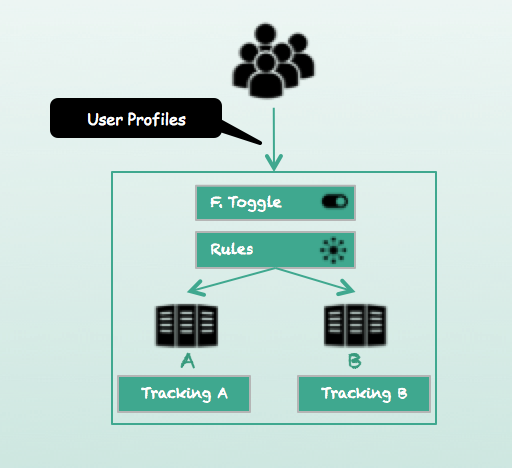 User Profiles
F. Toggle
Rules
A
B
Tracking A
Tracking B